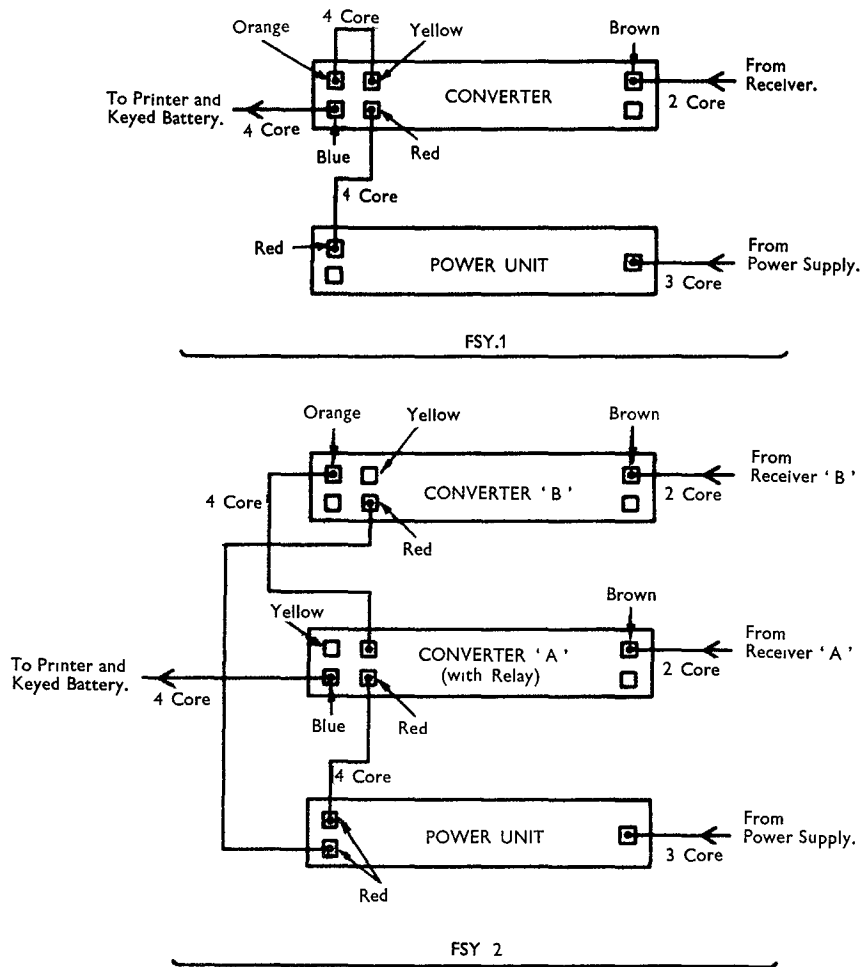 4 Core
Orange
Yellow
Brown
CONVERTER
From
Receiver.
2 Core
To Printer and
Keyed Battery.
4 Core
Blue
Red
4 Core
Red
POWER UNIT
From
Power Supply.
3 Core
FSY.1
Orange
Yellow
Brown
CONVERTER ' B '
From
Receiver ' B '
2 Core
4 Core
Red
Yellow
Brown
CONVERTER ' A '
(with Relay)
From
Receiver ' A '
2 Core
To Printer and
Keyed Battery.
4 Core
Blue
Red
4 Core
POWER UNIT
From
Power Supply.
3 Core
Red
FSY 2